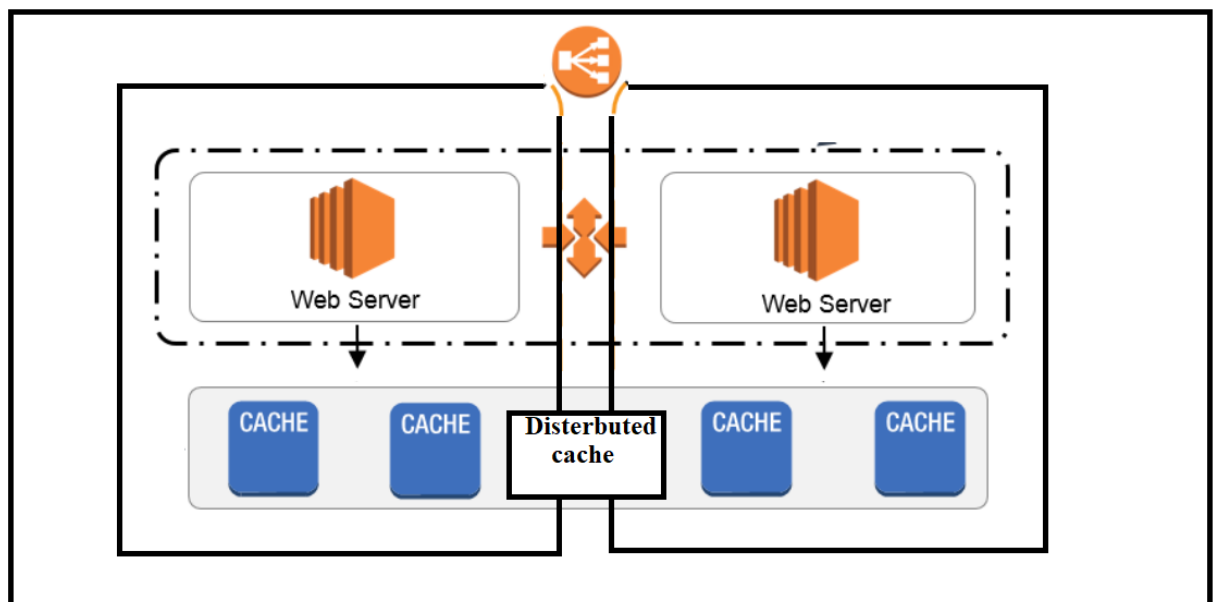 Web Server
Web Server
CACHE
CACHE
Disterbuted
cache
CACHE
CACHE